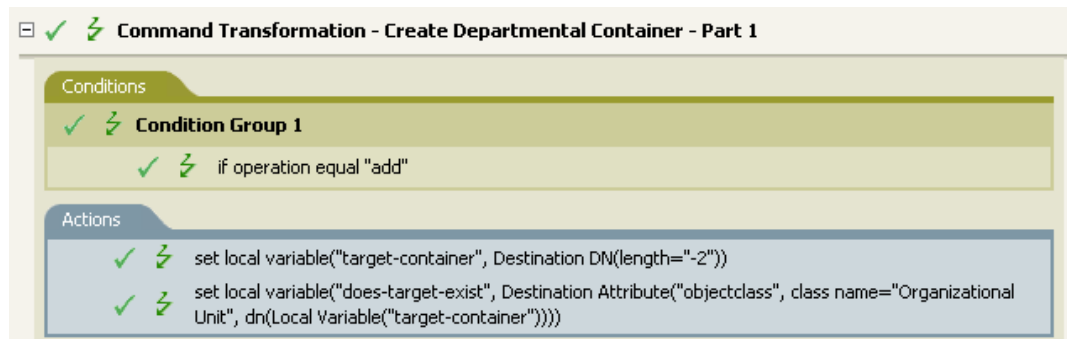 Command Transformation - Create Departmental Container - Part 1
Conditions
Condition Group 1
if operation equal "add"
Actions
set local variable("target-container", Destination DN(length="-2"))
set local variable("does-target-exist", Destination Attribute("objectclass", class name="Organizational
Unit", dn(Local Variable("target-container"))))